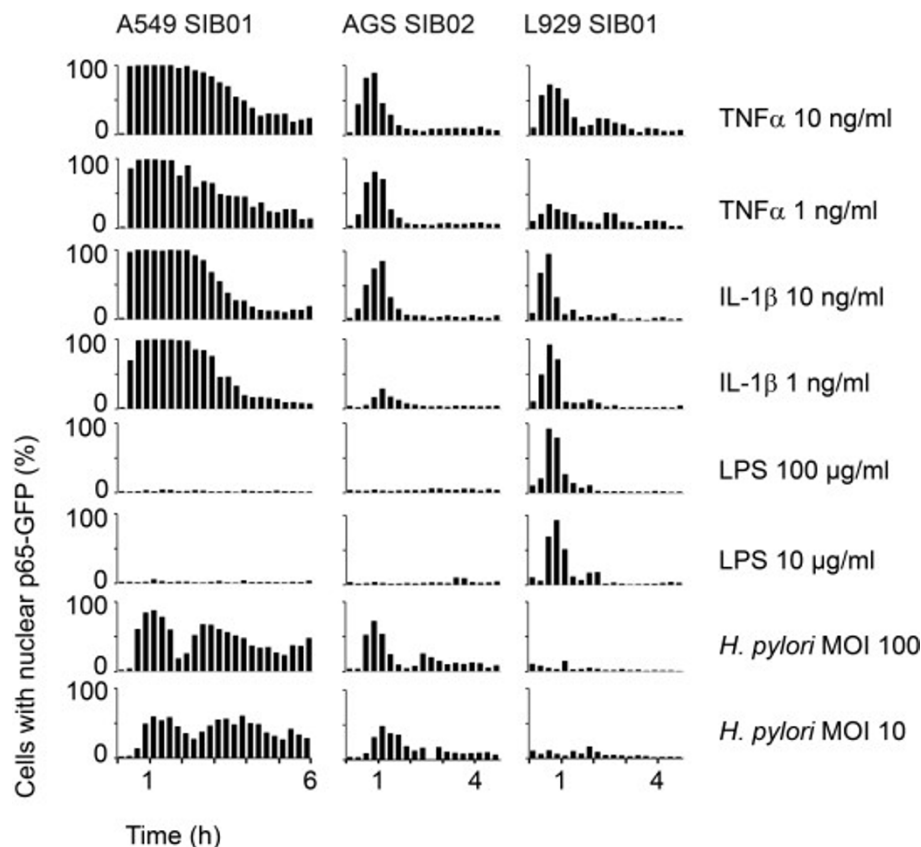 A549 SIB01 AGS SIB02 L929 SIB01
100
0
TNFα 10 ng/ml
100
0
TNFα 1 ng/ml
100
0
IL-1β 10 ng/ml
100
0
IL-1β 1 ng/ml
100
0
LPS 100 µg/ml
100
0
LPS 10 µg/ml
100
0
H. pylori MOI 100
100
0
H. pylori MOI 10
Cells with nuclear p65-GFP (%)
1 6 1 4 1 4
Time (h)